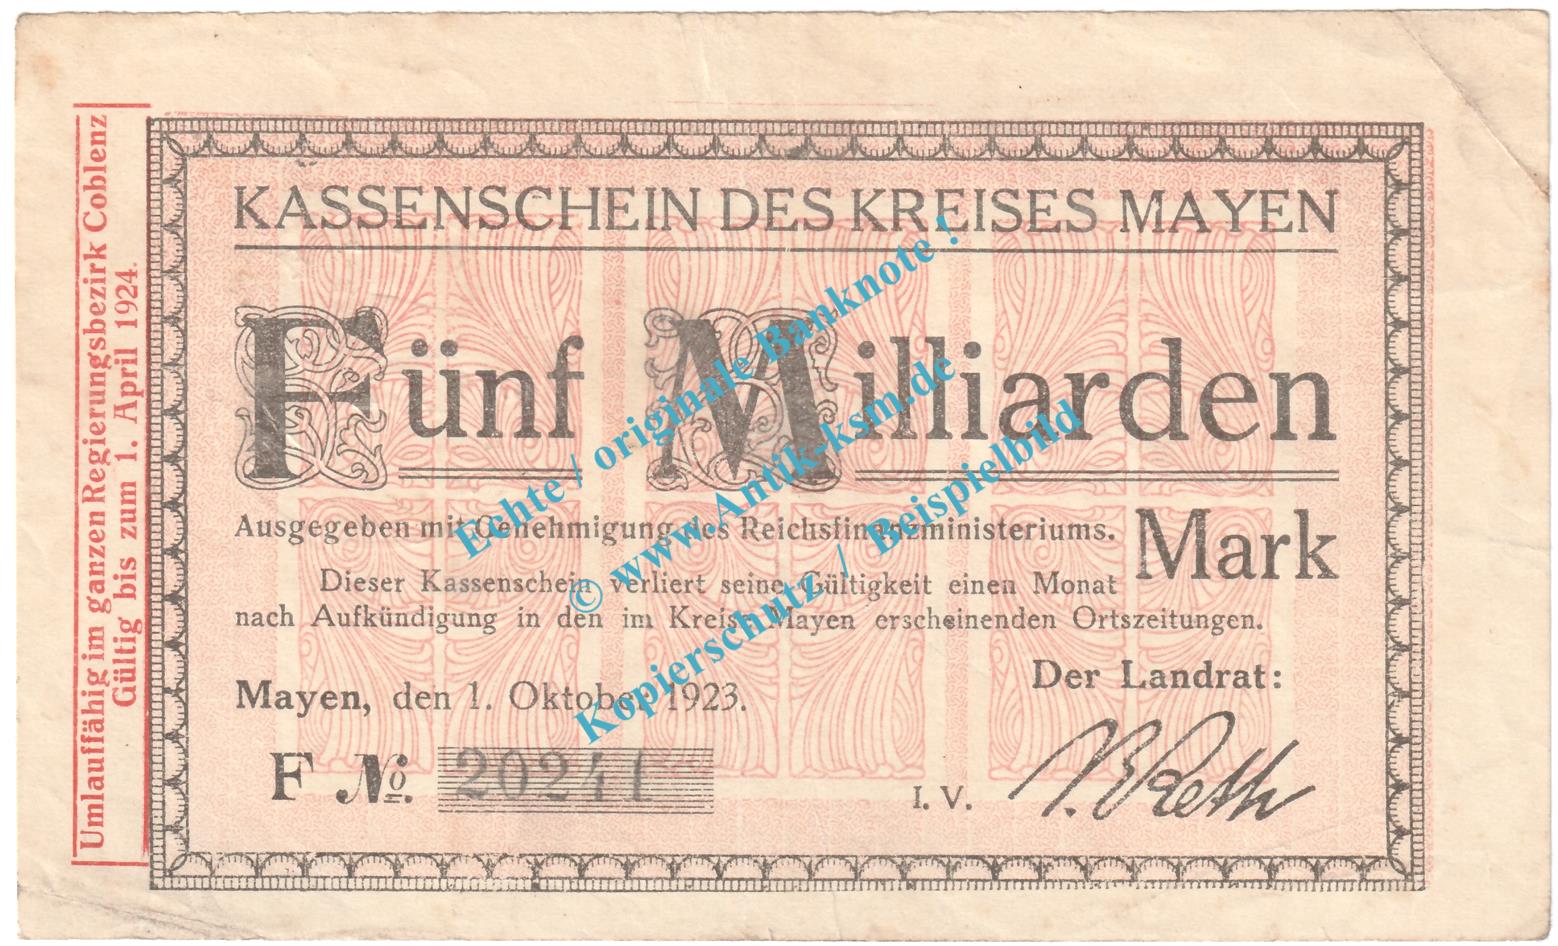 Umlauffähig im ganzen Regierungsbezirk Coblenz
Gültig bis zum 1. April 1924.
KASSENSCHEIN DES KREISES MAYEN
Fünf Milliarden
Mark
Ausgegeben mit Genehmigung des Reichsfinanzministeriums.
Dieser Kassenschein verliert seine Gültigkeit einen Monat
nach Aufkündigung in den im Kreise Mayen erscheinenden Ortszeitungen.
Mayen, den 1. Oktober 1923.
Der Landrat:
F No. 20241
I. V.
Echte / originale Banknote !
© www.Antik-ksm.de
Kopierschutz / Beispielbild